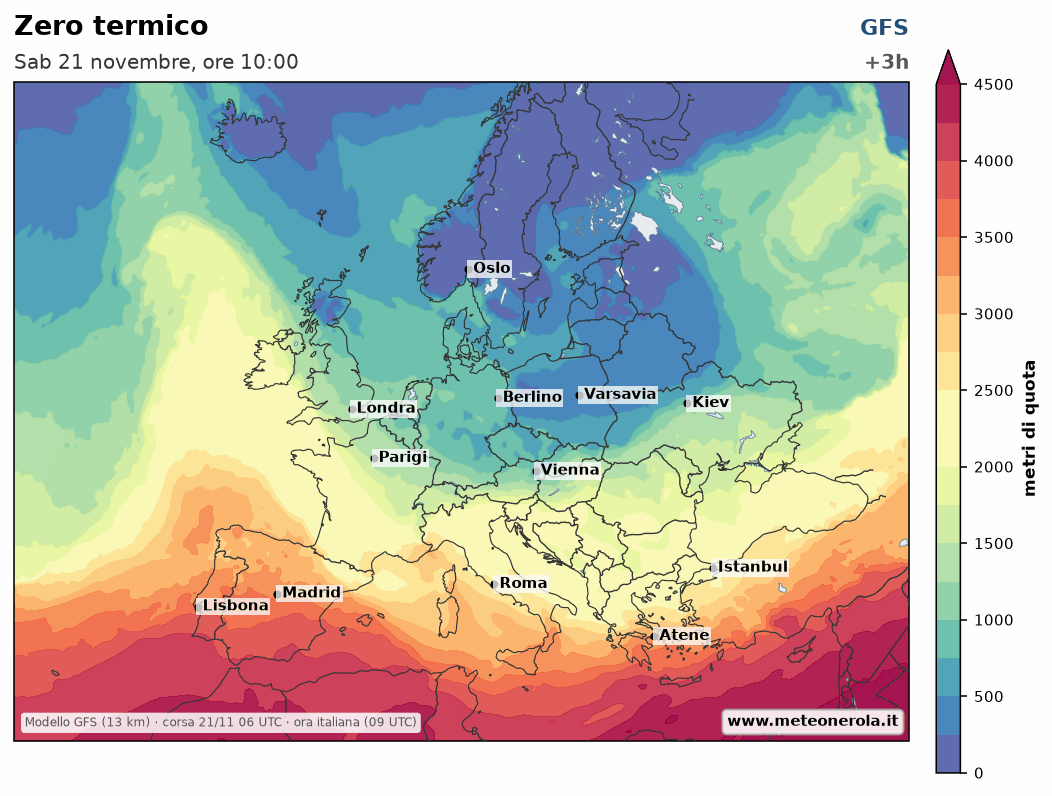 Zero termico
GFS
Sab 21 novembre, ore 10:00
+3h
4500
4000
3500
3000
2500
2000
1500
1000
500
0
metri di quota
Oslo
Berlino
Varsavia
Kiev
Londra
Parigi
Vienna
Istanbul
Roma
Madrid
Lisbona
Atene
Modello GFS (13 km) · corsa 21/11 06 UTC · ora italiana (09 UTC)
www.meteonerola.it